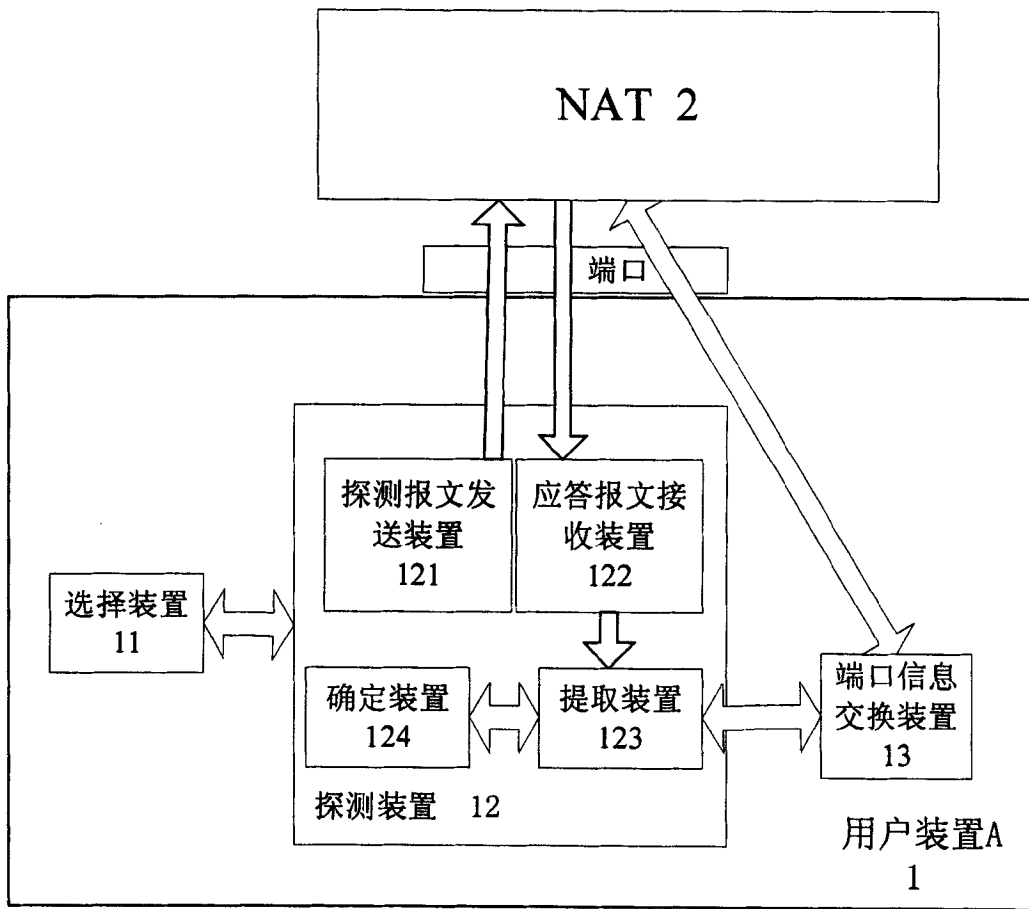 NAT 2
端口
探测报文发
送装置
121
应答报文接
收装置
122
选择装置
11
确定装置
124
提取装置
123
端口信息
交换装置
13
探测装置 12
用户装置A
1